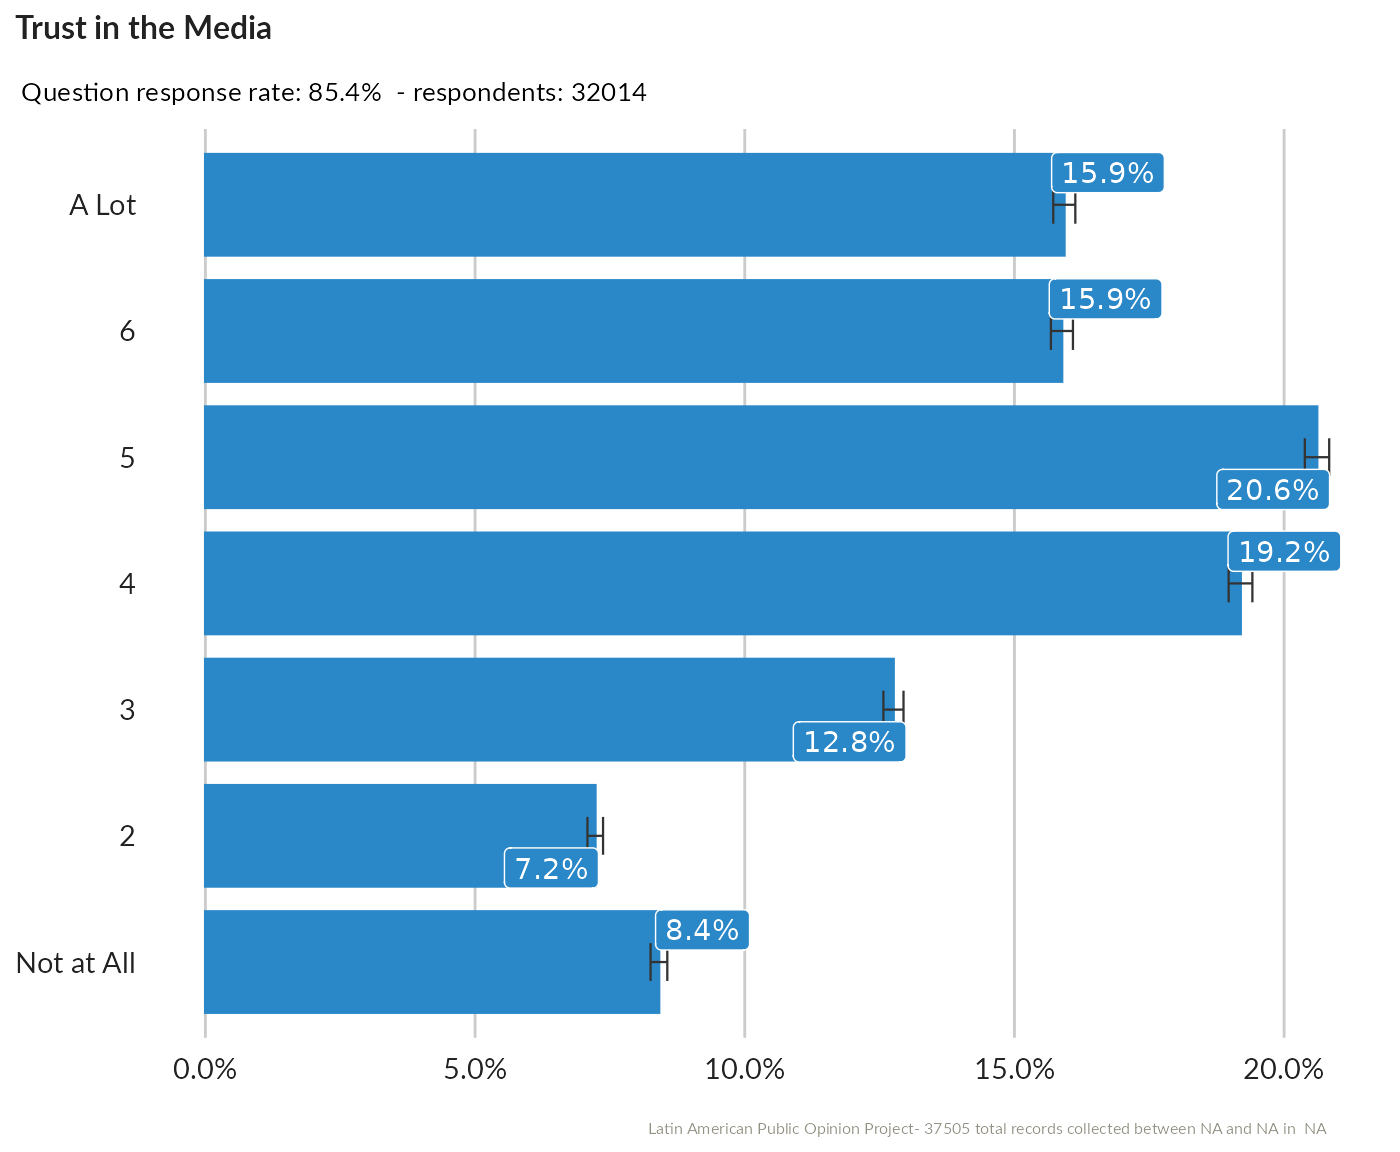 Trust in the Media
Question response rate: 85.4% - respondents: 32014
A Lot 15.9%
6 15.9%
5 20.6%
4 19.2%
3 12.8%
2 7.2%
Not at All 8.4%
0.0% 5.0% 10.0% 15.0% 20.0%
Latin American Public Opinion Project- 37505 total records collected between NA and NA in NA